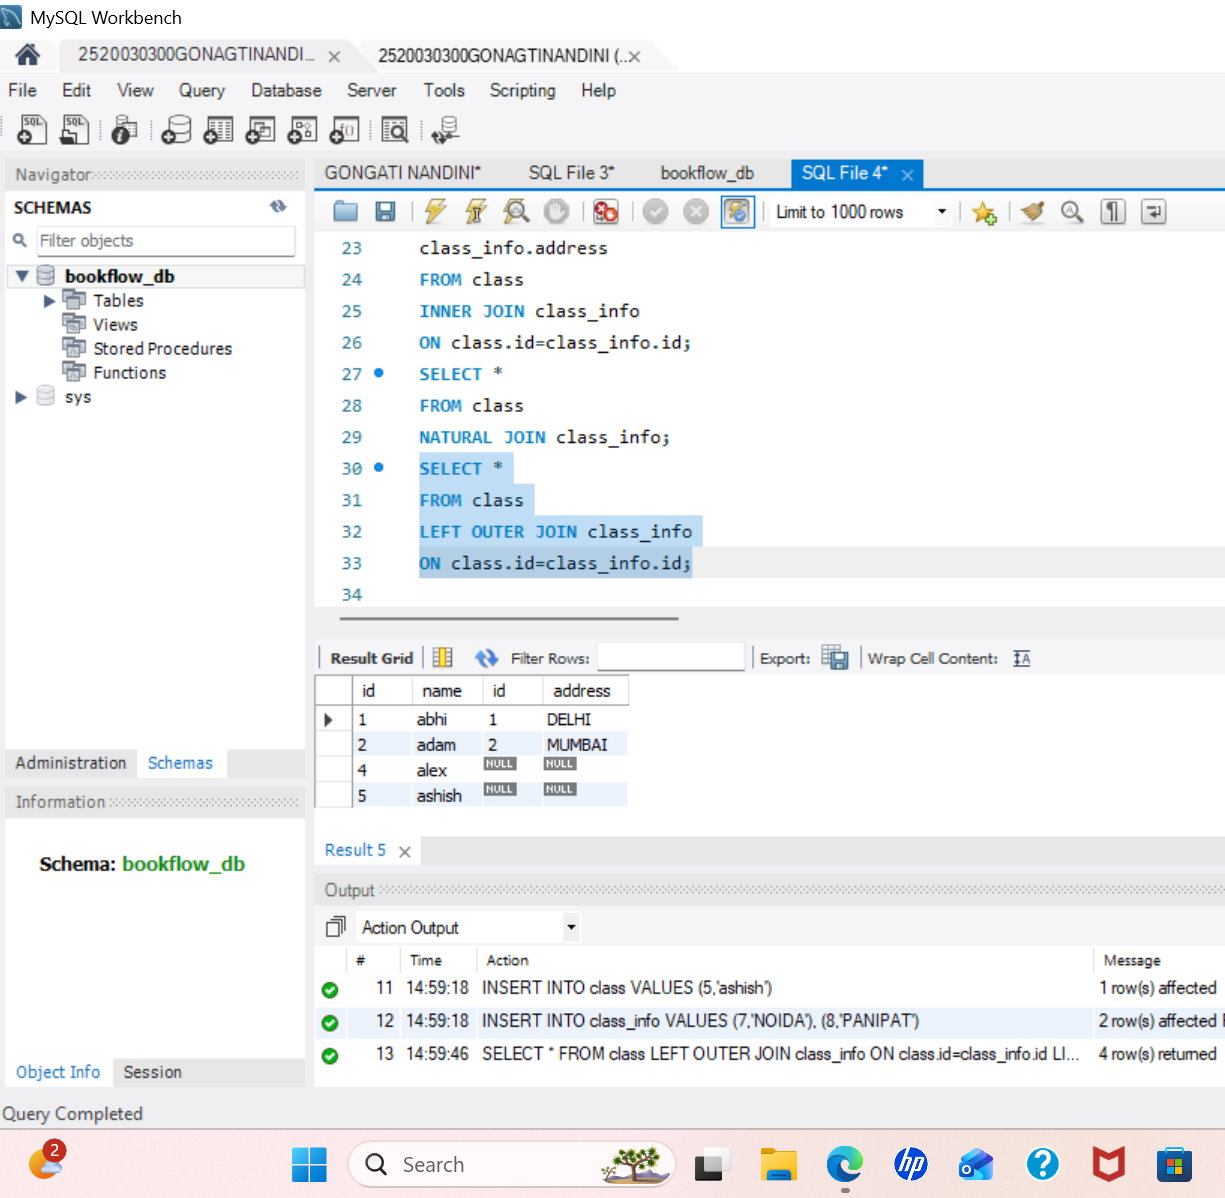 MySQL Workbench
2520030300GONAGTINANDI...
2520030300GONAGTINANDINI (..
File Edit View Query Database Server Tools Scripting Help
Navigator
SCHEMAS
Filter objects
bookflow_db
Tables
Views
Stored Procedures
Functions
sys
Administration Schemas
Information
Schema: bookflow_db
Object Info Session
GONGATI NANDINI* SQL File 3* bookflow_db SQL File 4*
Limit to 1000 rows
23 class_info.address
24 FROM class
25 INNER JOIN class_info
26 ON class.id=class_info.id;
27 SELECT *
28 FROM class
29 NATURAL JOIN class_info;
30 SELECT *
31 FROM class
32 LEFT OUTER JOIN class_info
33 ON class.id=class_info.id;
34
Result Grid Filter Rows: Export: Wrap Cell Content:
id name id address
1 abhi 1 DELHI
2 adam 2 MUMBAI
4 alex NULL NULL
5 ashish NULL NULL
Result 5
Output
Action Output
# Time Action Message
11 14:59:18 INSERT INTO class VALUES (5,'ashish') 1 row(s) affected
12 14:59:18 INSERT INTO class_info VALUES (7,'NOIDA'), (8,'PANIPAT') 2 row(s) affected
13 14:59:46 SELECT * FROM class LEFT OUTER JOIN class_info ON class.id=class_info.id LI... 4 row(s) returned
Query Completed
2
Search
hp